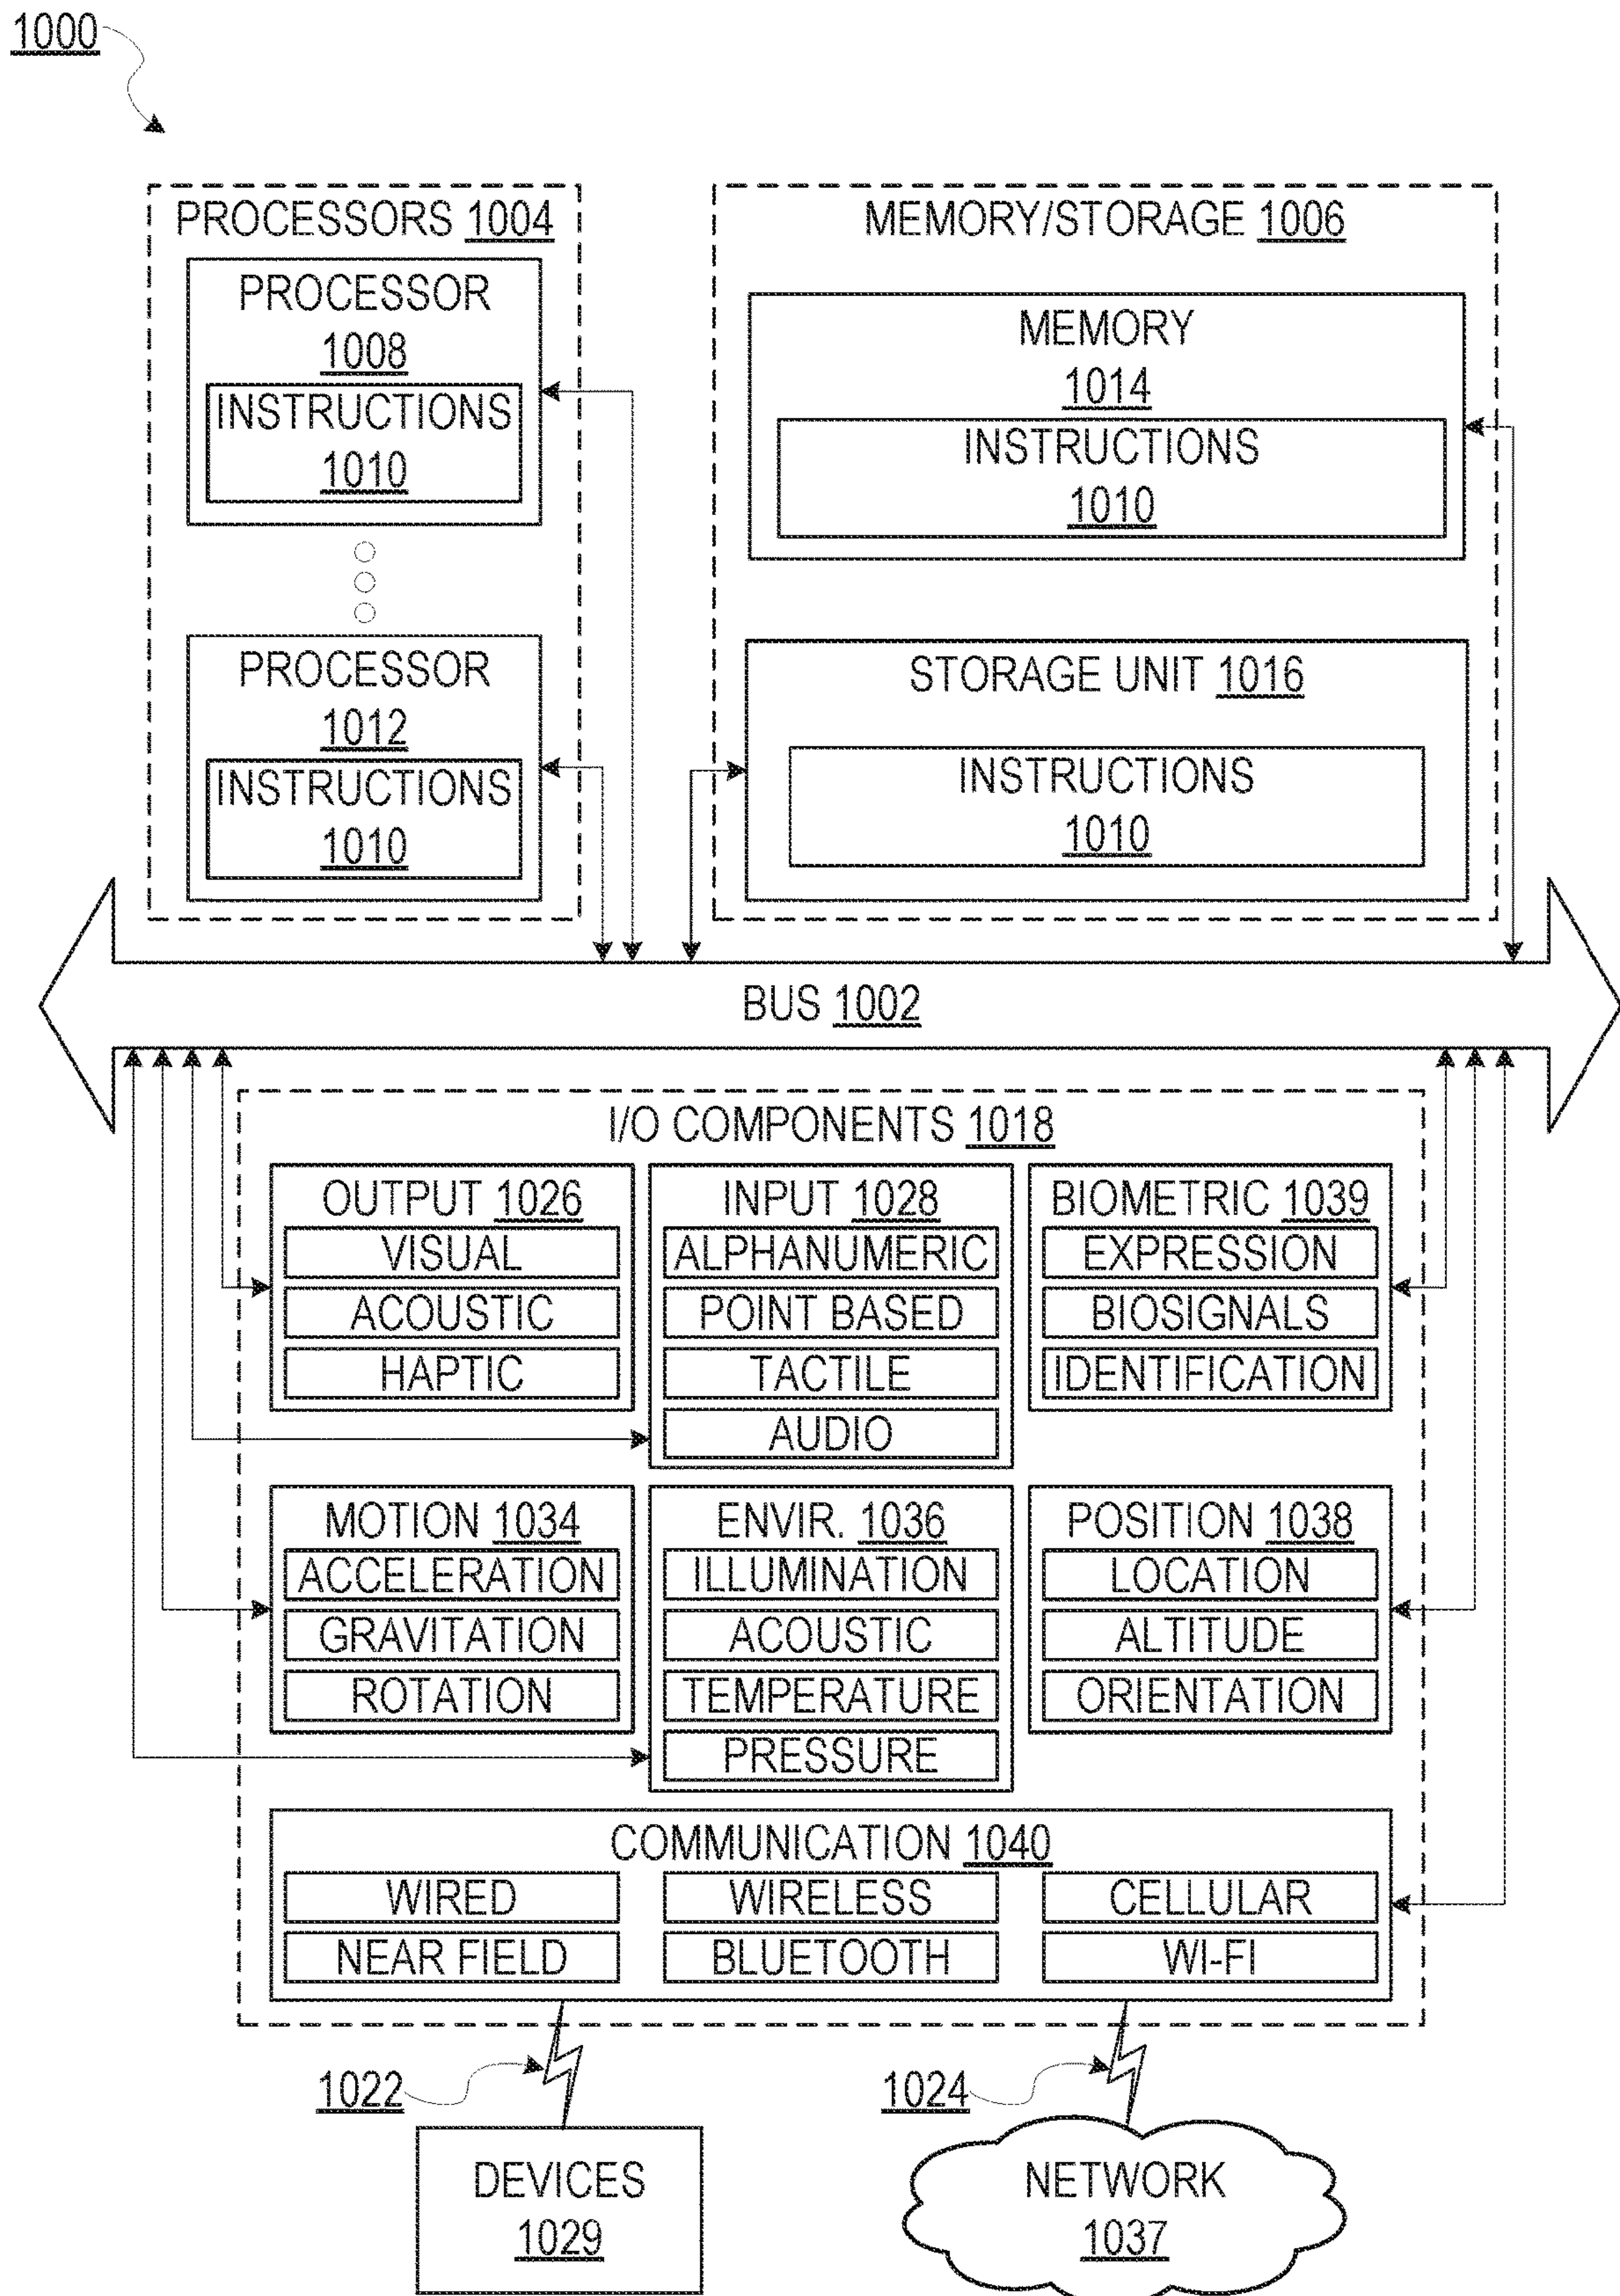 1000
PROCESSORS 1004
PROCESSOR
1008
INSTRUCTIONS
1010
PROCESSOR
1012
INSTRUCTIONS
1010
MEMORY/STORAGE 1006
MEMORY
1014
INSTRUCTIONS
1010
STORAGE UNIT 1016
INSTRUCTIONS
1010
BUS 1002
I/O COMPONENTS 1018
OUTPUT 1026
VISUAL
ACOUSTIC
HAPTIC
INPUT 1028
ALPHANUMERIC
POINT BASED
TACTILE
AUDIO
BIOMETRIC 1039
EXPRESSION
BIOSIGNALS
IDENTIFICATION
MOTION 1034
ACCELERATION
GRAVITATION
ROTATION
ENVIR. 1036
ILLUMINATION
ACOUSTIC
TEMPERATURE
PRESSURE
POSITION 1038
LOCATION
ALTITUDE
ORIENTATION
COMMUNICATION 1040
WIRED
WIRELESS
CELLULAR
NEAR FIELD
BLUETOOTH
WI-FI
1022
1024
DEVICES
1029
NETWORK
1037